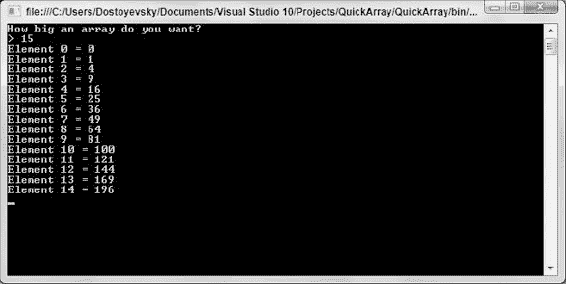 file:///C:/Users/Dostoyevsky/Documents/Visual Studio 10/Projects/QuickArray/QuickArray/bin/...
How big an array do you want?
> 15
Element 0 = 0
Element 1 = 1
Element 2 = 4
Element 3 = 9
Element 4 = 16
Element 5 = 25
Element 6 = 36
Element 7 = 49
Element 8 = 64
Element 9 = 81
Element 10 = 100
Element 11 = 121
Element 12 = 144
Element 13 = 169
Element 14 = 196